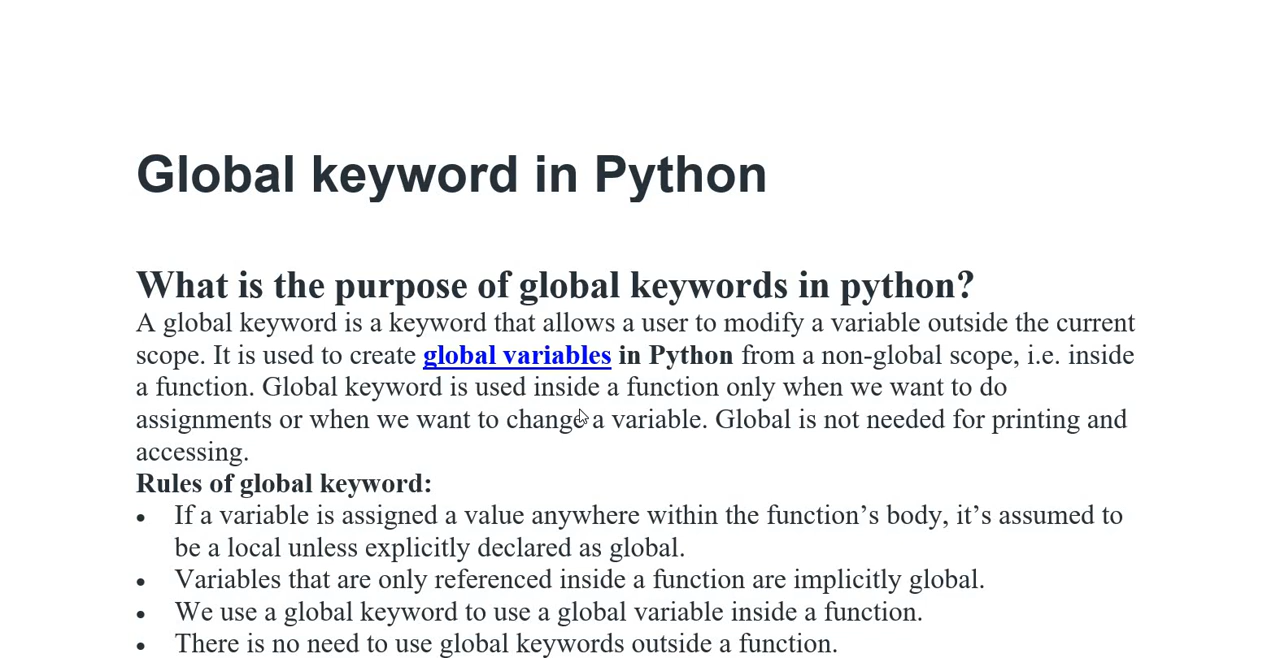 Global keyword in Python
What is the purpose of global keywords in python?
A global keyword is a keyword that allows a user to modify a variable outside the current
scope. It is used to create global variables in Python from a non-global scope, i.e. inside
a function. Global keyword is used inside a function only when we want to do
assignments or when we want to change a variable. Global is not needed for printing and
accessing.
Rules of global keyword:
• If a variable is assigned a value anywhere within the function’s body, it’s assumed to
be a local unless explicitly declared as global.
• Variables that are only referenced inside a function are implicitly global.
• We use a global keyword to use a global variable inside a function.
• There is no need to use global keywords outside a function.